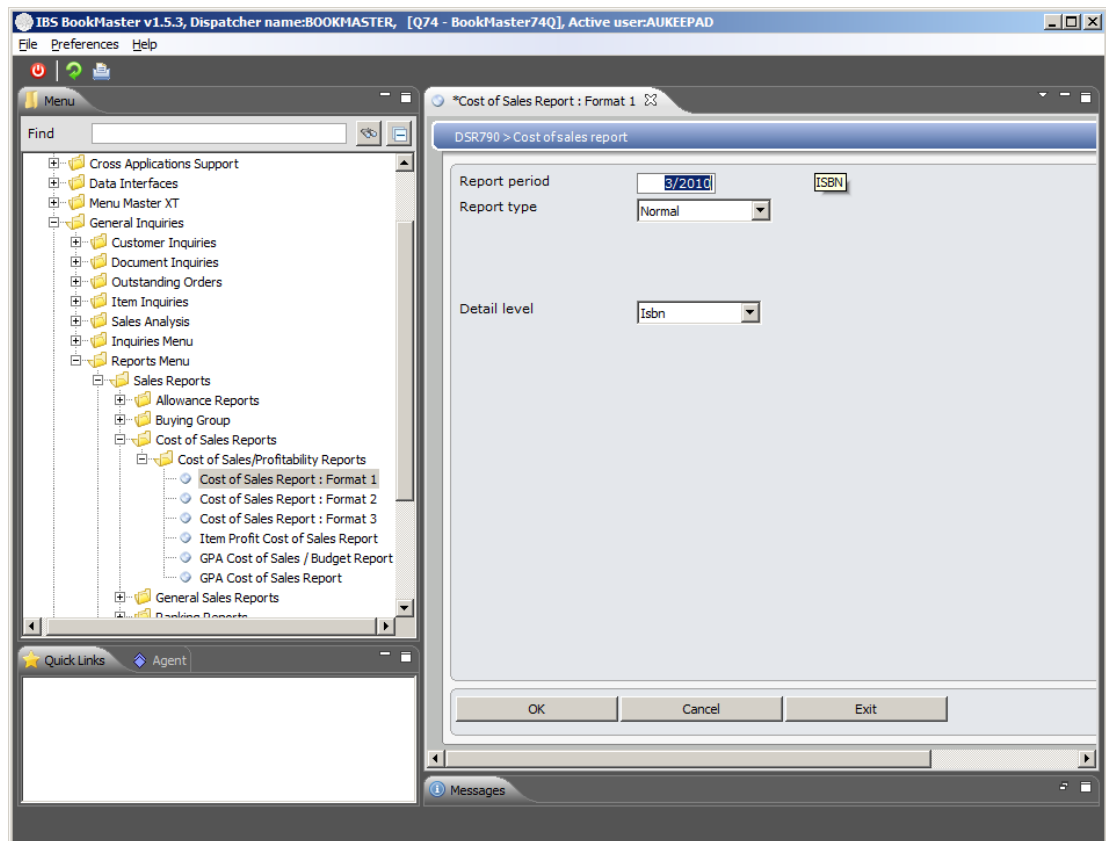 IBS BookMaster v1.5.3, Dispatcher name:BOOKMASTER, [Q74 - BookMaster74Q], Active user:AUKEEPAD
File Preferences Help
Menu
Find
Cross Applications Support
Data Interfaces
Menu Master XT
General Inquiries
Customer Inquiries
Document Inquiries
Outstanding Orders
Item Inquiries
Sales Analysis
Inquiries Menu
Reports Menu
Sales Reports
Allowance Reports
Buying Group
Cost of Sales Reports
Cost of Sales/Profitability Reports
Cost of Sales Report : Format 1
Cost of Sales Report : Format 2
Cost of Sales Report : Format 3
Item Profit Cost of Sales Report
GPA Cost of Sales / Budget Report
GPA Cost of Sales Report
General Sales Reports
Ranking Reports
Quick Links Agent
*Cost of Sales Report : Format 1
DSR790 > Cost of sales report
Report period 3/2010 ISBN
Report type Normal
Detail level Isbn
OK Cancel Exit
Messages